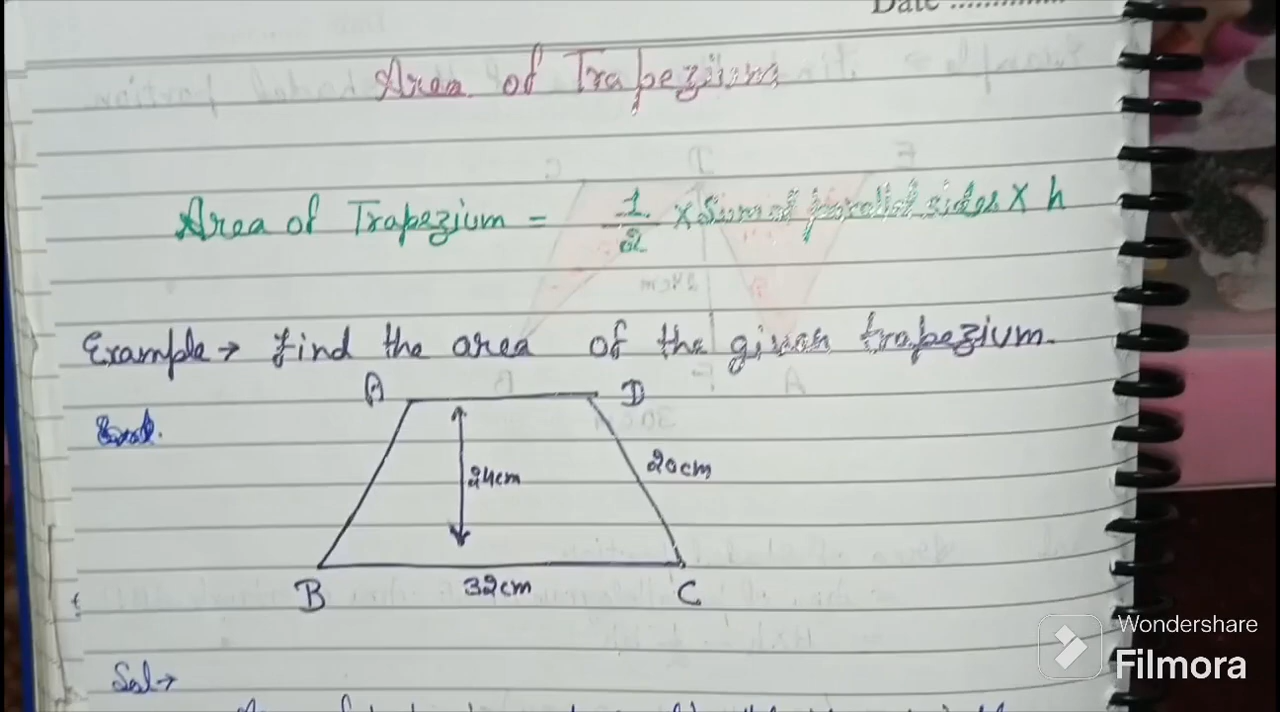 Date ..............
Area of Trapezium
Area of Trapezium = 1/2 × Sum of parallel sides × h
Example → find the area of the given trapezium.
A D
24cm 20cm
B 32cm C
Sol →
Wondershare
Filmora